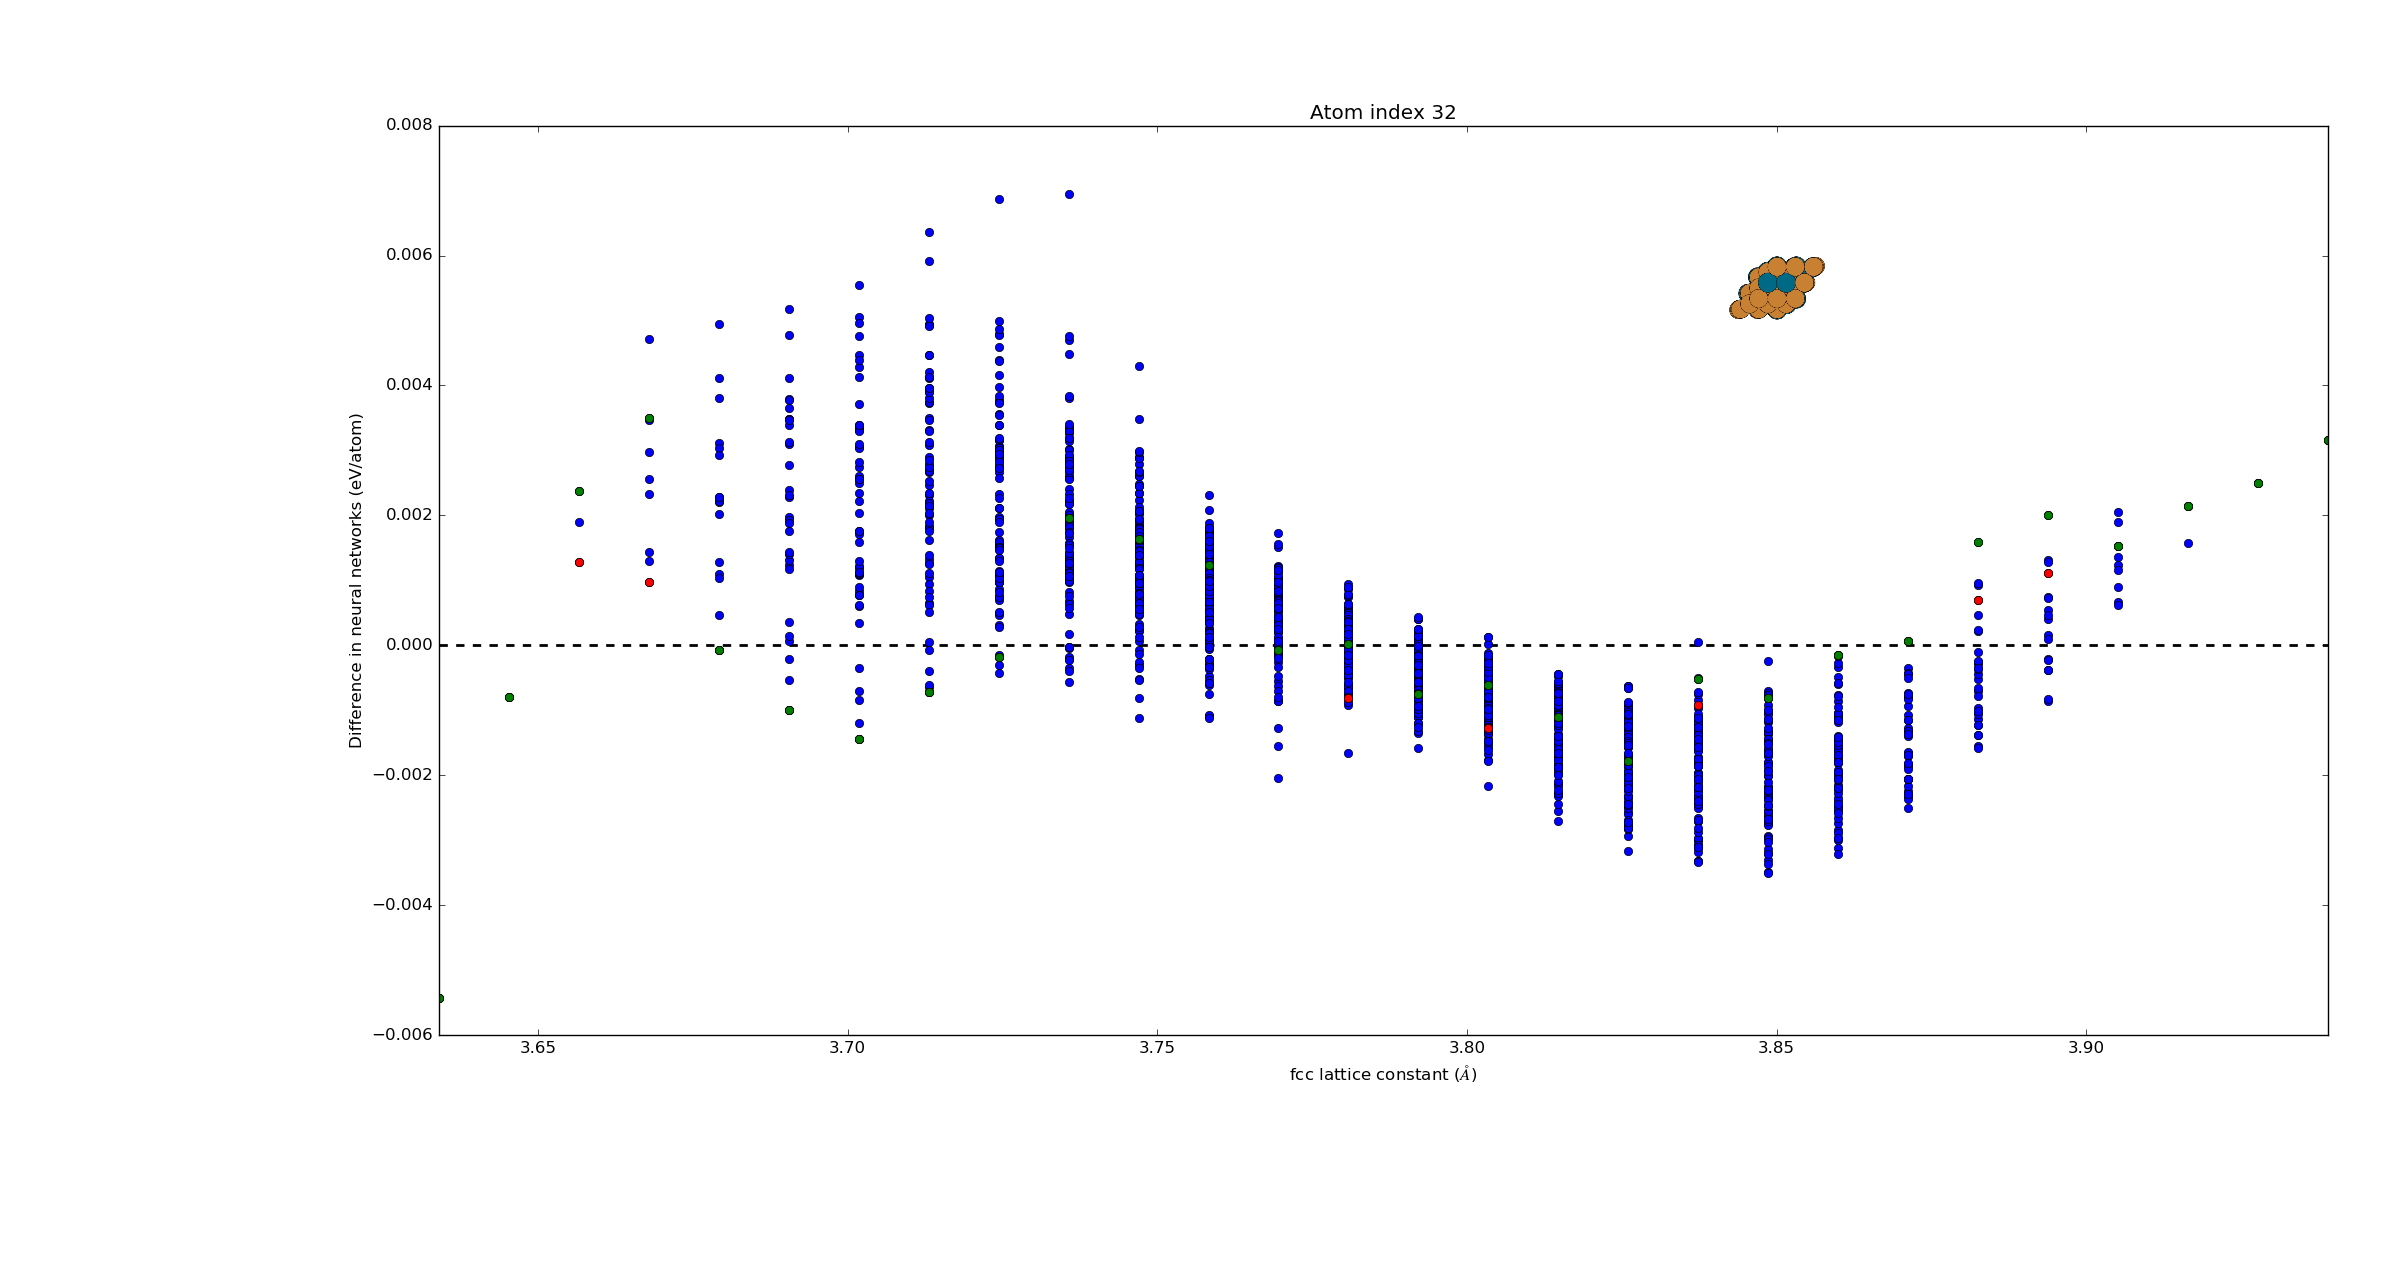 Atom index 32
0.008
0.006
0.004
0.002
0.000
−0.002
−0.004
−0.006
Difference in neural networks (eV/atom)
3.65 3.70 3.75 3.80 3.85 3.90
fcc lattice constant (Å)